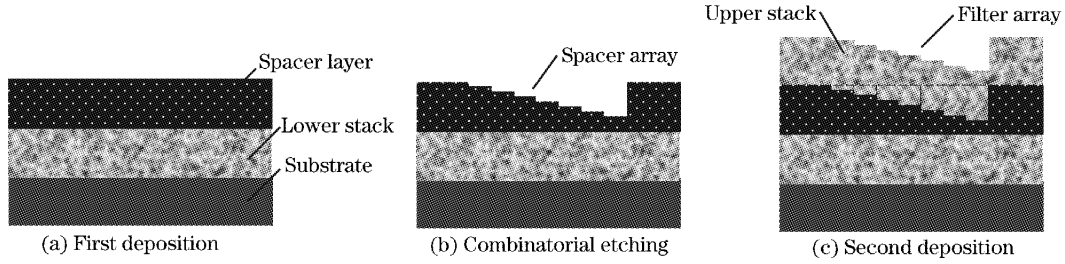 Spacer layer
Lower stack
Substrate
(a) First deposition
Spacer array
(b) Combinatorial etching
Upper stack
Filter array
(c) Second deposition